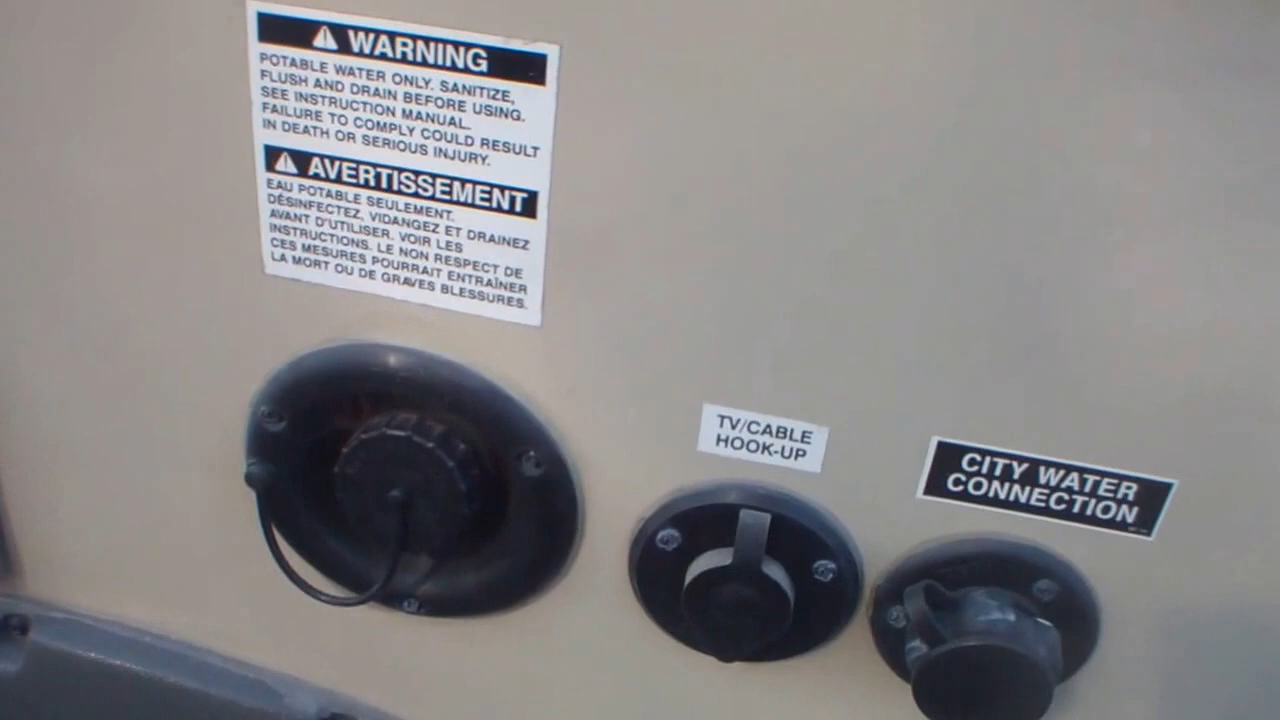 WARNING
POTABLE WATER ONLY. SANITIZE,
FLUSH AND DRAIN BEFORE USING.
SEE INSTRUCTION MANUAL.
FAILURE TO COMPLY COULD RESULT
IN DEATH OR SERIOUS INJURY.
AVERTISSEMENT
EAU POTABLE SEULEMENT.
DÉSINFECTEZ, VIDANGEZ ET DRAINEZ
AVANT D'UTILISER. VOIR LES
INSTRUCTIONS. LE NON RESPECT DE
CES MESURES POURRAIT ENTRAÎNER
LA MORT OU DE GRAVES BLESSURES.
TV/CABLE
HOOK-UP
CITY WATER
CONNECTION